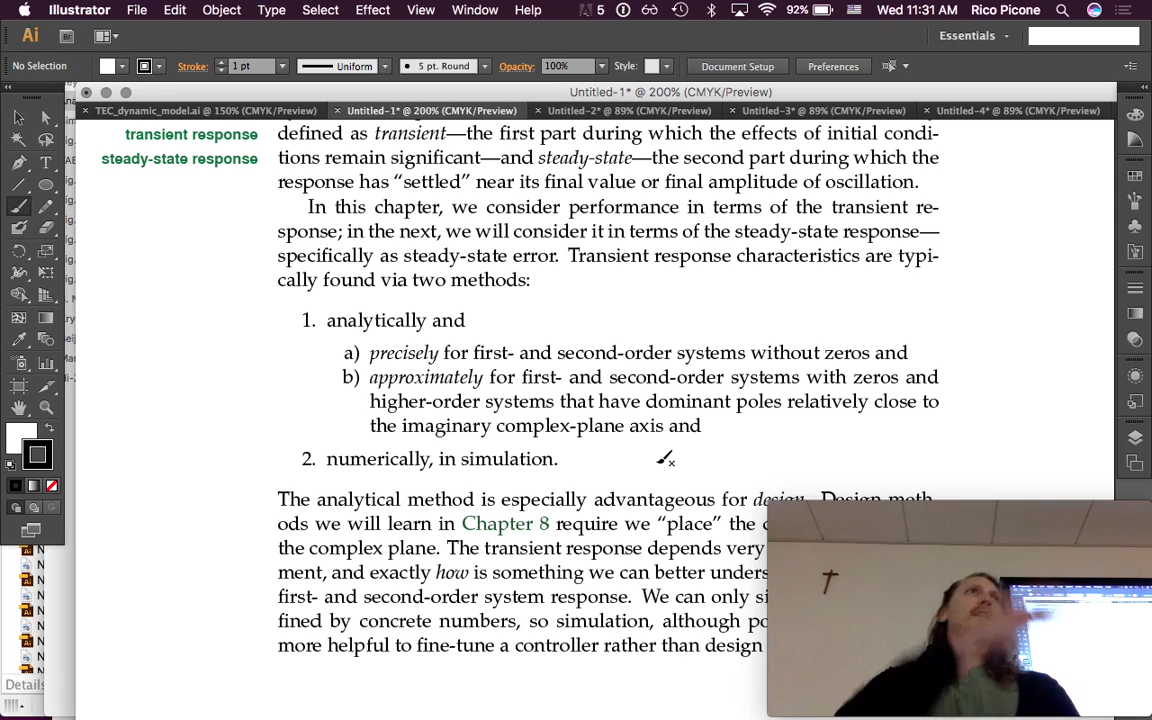 Illustrator File Edit Object Type Select Effect View Window Help 5 92% Wed 11:31 AM Rico Picone
Ai Br Essentials
No Selection Stroke: 1 pt Uniform 5 pt. Round Opacity: 100% Style: Document Setup Preferences
Untitled-1* @ 200% (CMYK/Preview)
TEC_dynamic_model.ai @ 150% (CMYK/Preview) Untitled-1* @ 200% (CMYK/Preview) Untitled-2* @ 89% (CMYK/Preview) Untitled-3* @ 89% (CMYK/Preview) Untitled-4* @ 89% (CMYK/Preview)
transient response
steady-state response
defined as transient—the first part during which the effects of initial condi-
tions remain significant—and steady-state—the second part during which the
response has “settled” near its final value or final amplitude of oscillation.
In this chapter, we consider performance in terms of the transient re-
sponse; in the next, we will consider it in terms of the steady-state response—
specifically as steady-state error. Transient response characteristics are typi-
cally found via two methods:
1. analytically and
a) precisely for first- and second-order systems without zeros and
b) approximately for first- and second-order systems with zeros and
higher-order systems that have dominant poles relatively close to
the imaginary complex-plane axis and
2. numerically, in simulation.
The analytical method is especially advantageous for design. Design meth-
ods we will learn in Chapter 8 require we “place” the
the complex plane. The transient response depends very
ment, and exactly how is something we can better unders
first- and second-order system response. We can only si
fined by concrete numbers, so simulation, although po
more helpful to fine-tune a controller rather than design
Details